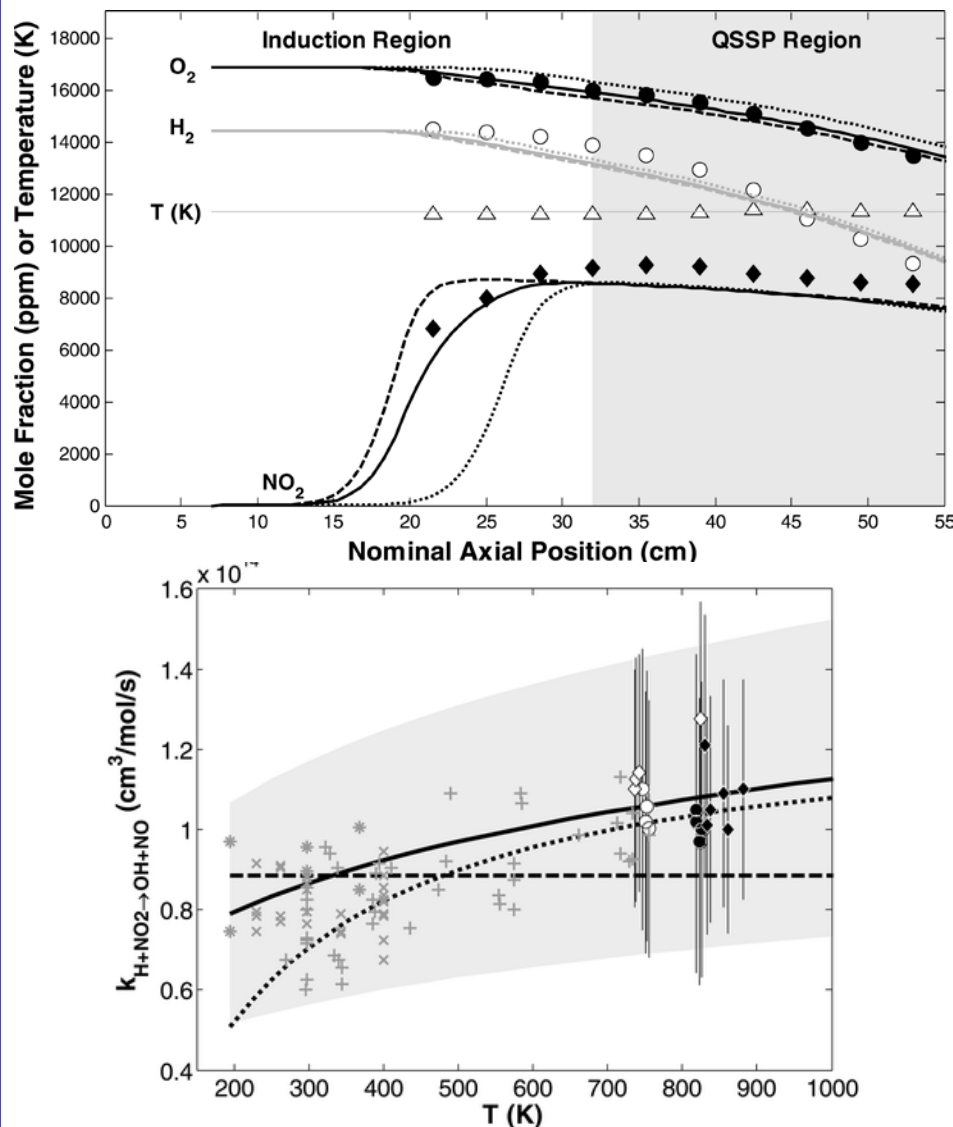 18000
Induction Region
QSSP Region
O2
16000
14000
H2
12000
T (K)
10000
8000
6000
4000
2000
NO2
0
0 5 10 15 20 25 30 35 40 45 50 55
Mole Fraction (ppm) or Temperature (K)
Nominal Axial Position (cm)
1.6
1.4
1.2
1
0.8
0.6
0.4
200 300 400 500 600 700 800 900 1000
kH+NO2→OH+NO (cm3/mol/s)
T (K)